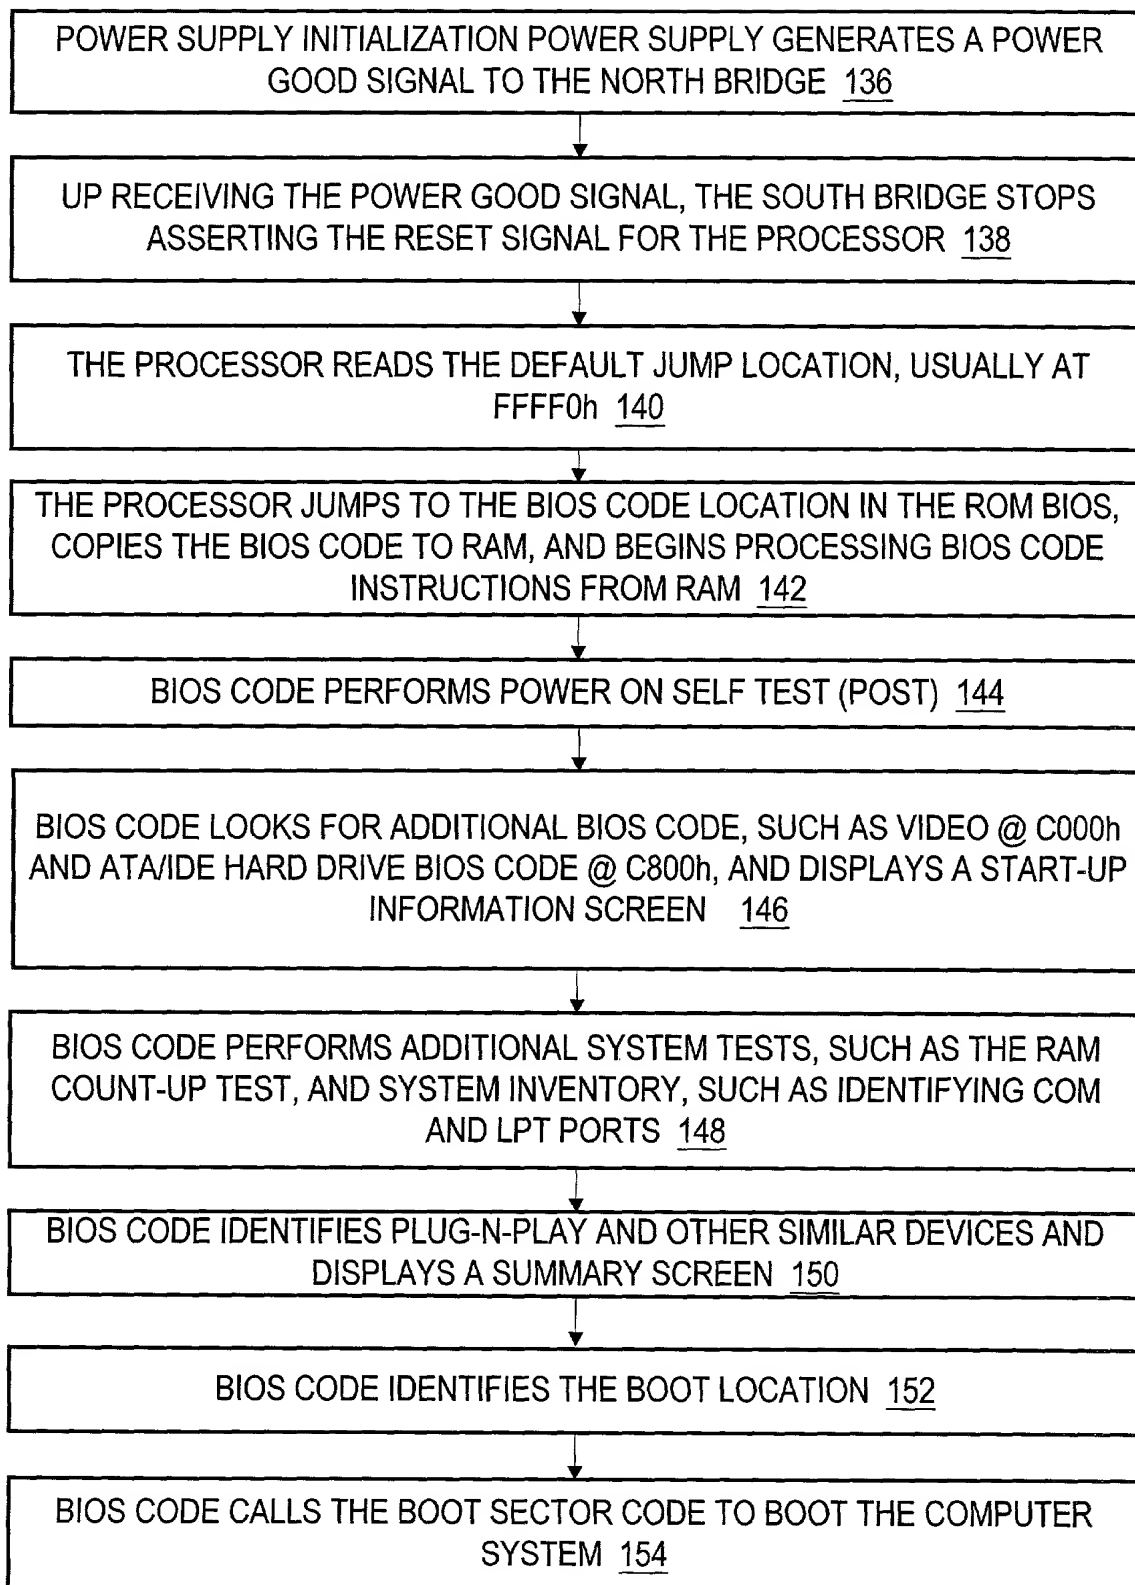 POWER SUPPLY INITIALIZATION POWER SUPPLY GENERATES A POWER
GOOD SIGNAL TO THE NORTH BRIDGE 136
UP RECEIVING THE POWER GOOD SIGNAL, THE SOUTH BRIDGE STOPS
ASSERTING THE RESET SIGNAL FOR THE PROCESSOR 138
THE PROCESSOR READS THE DEFAULT JUMP LOCATION, USUALLY AT
FFFF0h 140
THE PROCESSOR JUMPS TO THE BIOS CODE LOCATION IN THE ROM BIOS,
COPIES THE BIOS CODE TO RAM, AND BEGINS PROCESSING BIOS CODE
INSTRUCTIONS FROM RAM 142
BIOS CODE PERFORMS POWER ON SELF TEST (POST) 144
BIOS CODE LOOKS FOR ADDITIONAL BIOS CODE, SUCH AS VIDEO @ C000h
AND ATA/IDE HARD DRIVE BIOS CODE @ C800h, AND DISPLAYS A START-UP
INFORMATION SCREEN 146
BIOS CODE PERFORMS ADDITIONAL SYSTEM TESTS, SUCH AS THE RAM
COUNT-UP TEST, AND SYSTEM INVENTORY, SUCH AS IDENTIFYING COM
AND LPT PORTS 148
BIOS CODE IDENTIFIES PLUG-N-PLAY AND OTHER SIMILAR DEVICES AND
DISPLAYS A SUMMARY SCREEN 150
BIOS CODE IDENTIFIES THE BOOT LOCATION 152
BIOS CODE CALLS THE BOOT SECTOR CODE TO BOOT THE COMPUTER
SYSTEM 154